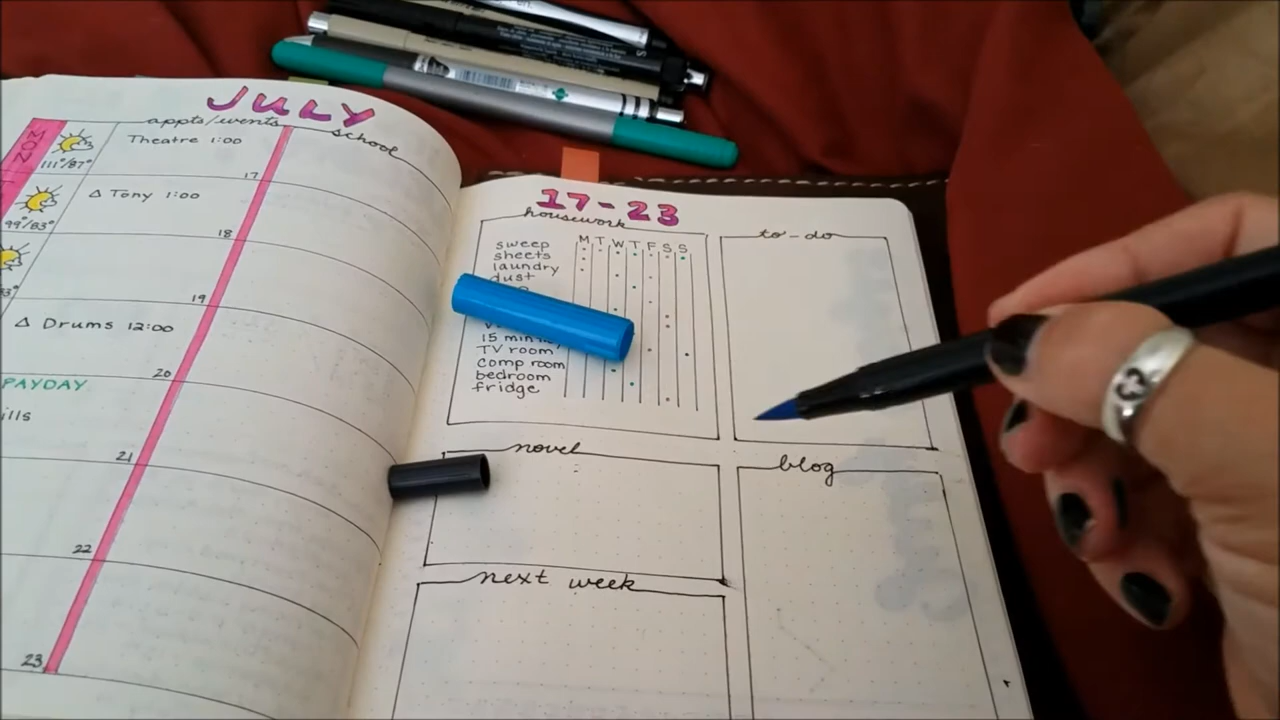 JULY
appts/events
school
MON
111°/87°
Theatre 1:00
17
99°/83°
Δ Tony 1:00
18
19
Δ Drums 12:00
20
PAYDAY
21
22
23
17-23
housework
M T W T F S S
sweep
sheets
laundry
dust
15 min
TV room
comp room
bedroom
fridge
to-do
novel
blog
next week